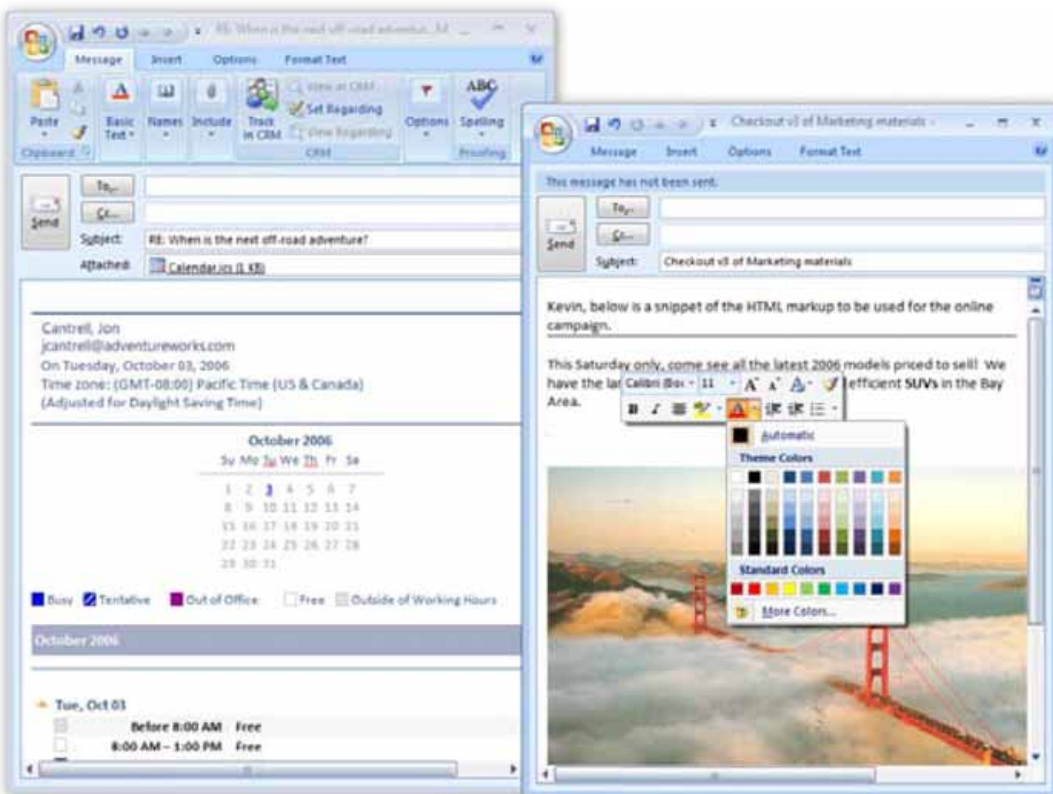 RE: When is the next off-road adventur...M
Message Insert Options Format Text
Paste
Basic Text
Names
Include
Track in CRM
View in CRM
Set Regarding
View Regarding
Options
ABC
Spelling
Clipboard CRM Proofing
Send
To...
Cc...
Subject: RE: When is the next off-road adventure?
Attached: Calendar.ics (1 KB)
Cantrell, Jon
jcantrell@adventureworks.com
On Tuesday, October 03, 2006
Time zone: (GMT-08:00) Pacific Time (US & Canada)
(Adjusted for Daylight Saving Time)
October 2006
Su Mo Tu We Th Fr Sa
1 2 3 4 5 6 7
8 9 10 11 12 13 14
15 16 17 18 19 20 21
22 23 24 25 26 27 28
29 30 31
Busy Tentative Out of Office Free Outside of Working Hours
October 2006
Tue, Oct 03
Before 8:00 AM Free
8:00 AM – 1:00 PM Free
Checkout v3 of Marketing materials -
Message Insert Options Format Text
This message has not been sent.
Send
To...
Cc...
Subject: Checkout v3 of Marketing materials
Kevin, below is a snippet of the HTML markup to be used for the online
campaign.
This Saturday only, come see all the latest 2006 models priced to sell! We
have the lar
efficient SUVs in the Bay
Area.
Calibri (Bo 11 A A A
B I A
Automatic
Theme Colors
Standard Colors
More Colors...